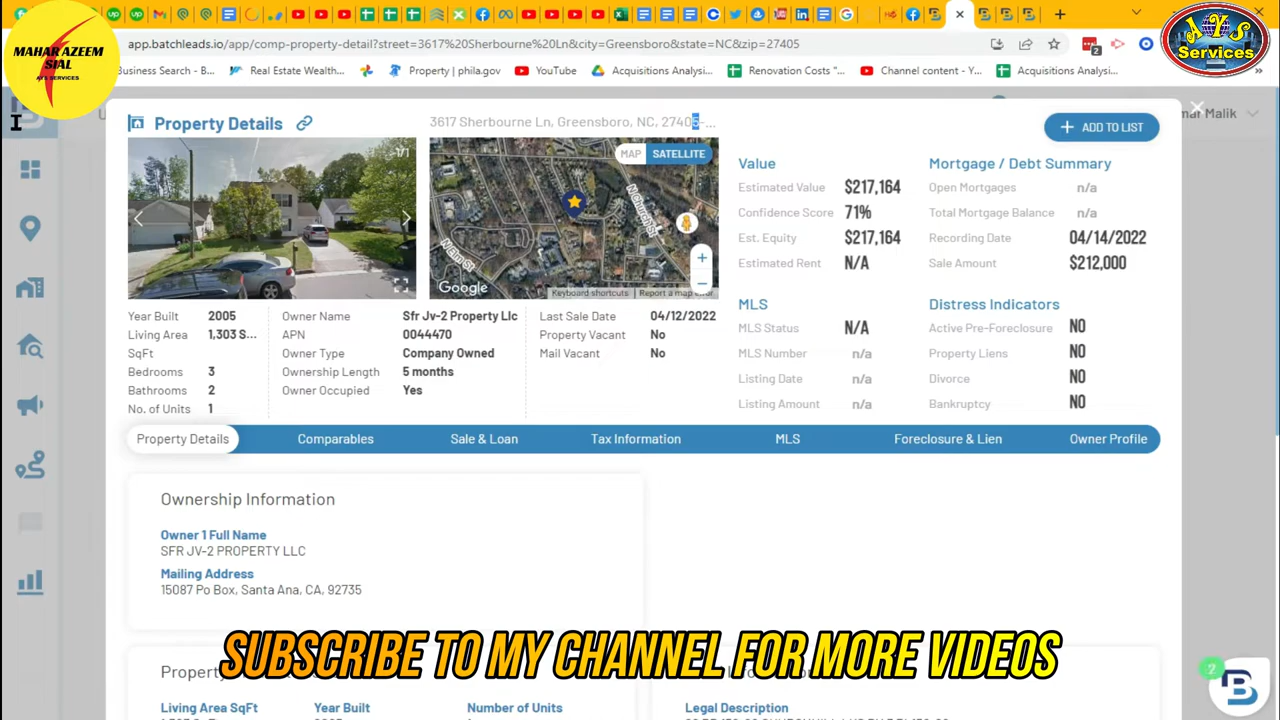 app.batchleads.io/app/comp-property-detail?street=3617%20Sherbourne%20Ln&city=Greensboro&state=NC&zip=27405
MAHAR AZEEM
SIAL
AYS SERVICES
AYS
Services
Business Search - B...
Real Estate Wealth...
Property | phila.gov
YouTube
Acquisitions Analysi...
Renovation Costs "...
Channel content - Y...
Acquisitions Analysi...
Malik
Property Details
3617 Sherbourne Ln, Greensboro, NC, 27405-...
ADD TO LIST
1/1
MAP SATELLITE
N Church St
Google
Keyboard shortcuts
Report a map error
Value
Estimated Value $217,164
Confidence Score 71%
Est. Equity $217,164
Estimated Rent N/A
Mortgage / Debt Summary
Open Mortgages n/a
Total Mortgage Balance n/a
Recording Date 04/14/2022
Sale Amount $212,000
MLS
MLS Status N/A
MLS Number n/a
Listing Date n/a
Listing Amount n/a
Distress Indicators
Active Pre-Foreclosure NO
Property Liens NO
Divorce NO
Bankruptcy NO
Year Built 2005
Living Area 1,303 S...
SqFt
Bedrooms 3
Bathrooms 2
No. of Units 1
Owner Name Sfr Jv-2 Property Llc
APN 0044470
Owner Type Company Owned
Ownership Length 5 months
Owner Occupied Yes
Last Sale Date 04/12/2022
Property Vacant No
Mail Vacant No
Property Details
Comparables
Sale & Loan
Tax Information
MLS
Foreclosure & Lien
Owner Profile
Ownership Information
Owner 1 Full Name
SFR JV-2 PROPERTY LLC
Mailing Address
15087 Po Box, Santa Ana, CA, 92735
SUBSCRIBE TO MY CHANNEL FOR MORE VIDEOS
Living Area SqFt
Year Built
Number of Units
Legal Description